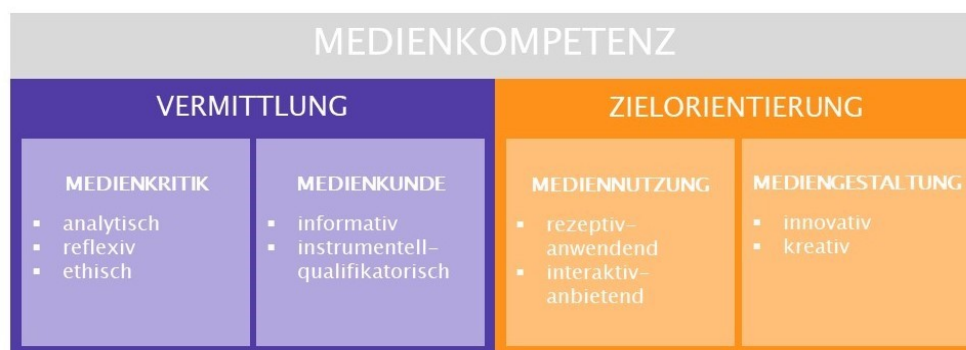 MEDIENKOMPETENZ
VERMITTLUNG
MEDIENKRITIK
▪ analytisch
▪ reflexiv
▪ ethisch
MEDIENKUNDE
▪ informativ
▪ instrumentell-
qualifikatorisch
ZIELORIENTIERUNG
MEDIENNUTZUNG
▪ rezeptiv-
anwendend
▪ interaktiv-
anbietend
MEDIENGESTALTUNG
▪ innovativ
▪ kreativ